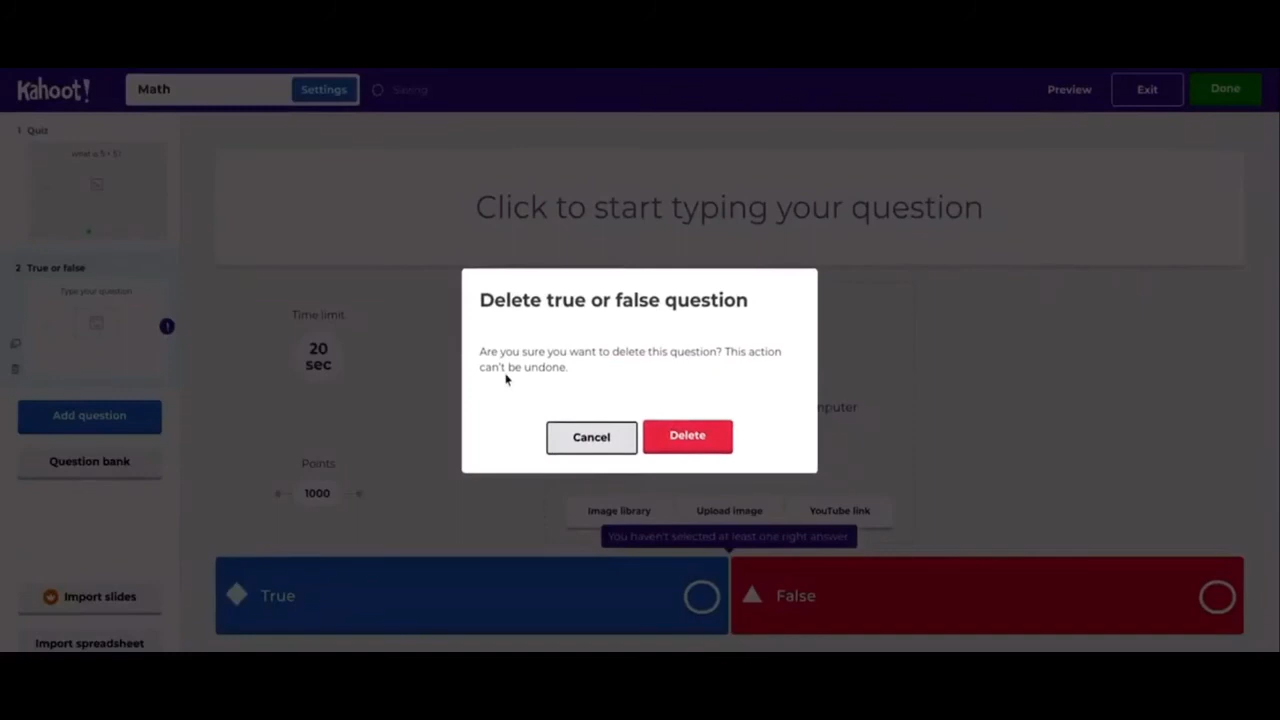 Kahoot!
Math
Settings
Saving
Preview
Exit
Done
1 Quiz
2 True or false
Type your question
Add question
Question bank
Import slides
Import spreadsheet
Click to start typing your question
Time limit
20
sec
Points
1000
Delete true or false question
Are you sure you want to delete this question? This action
can't be undone.
Cancel
Delete
Image library
Upload image
YouTube link
You haven't selected at least one right answer
True
False